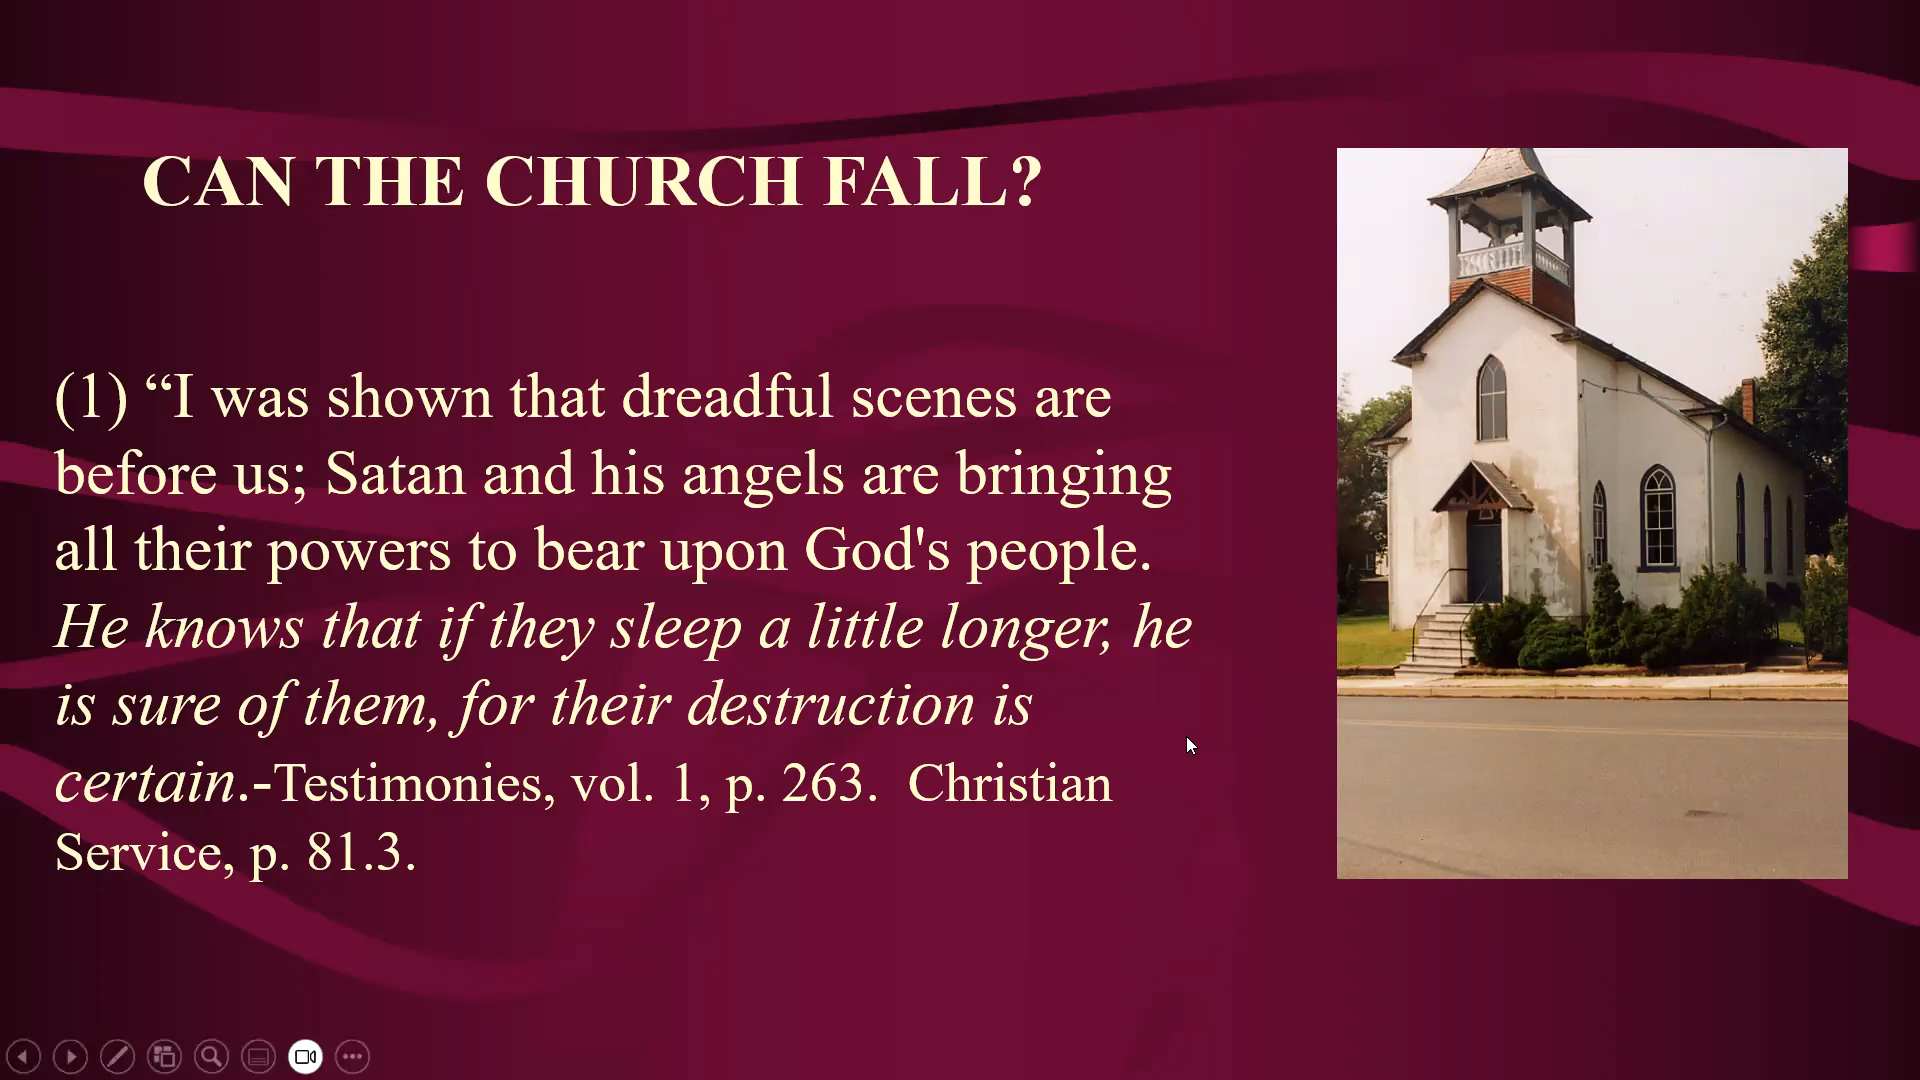 CAN THE CHURCH FALL?
(1) “I was shown that dreadful scenes are
before us; Satan and his angels are bringing
all their powers to bear upon God's people.
He knows that if they sleep a little longer, he
is sure of them, for their destruction is
certain.-Testimonies, vol. 1, p. 263.  Christian
Service, p. 81.3.